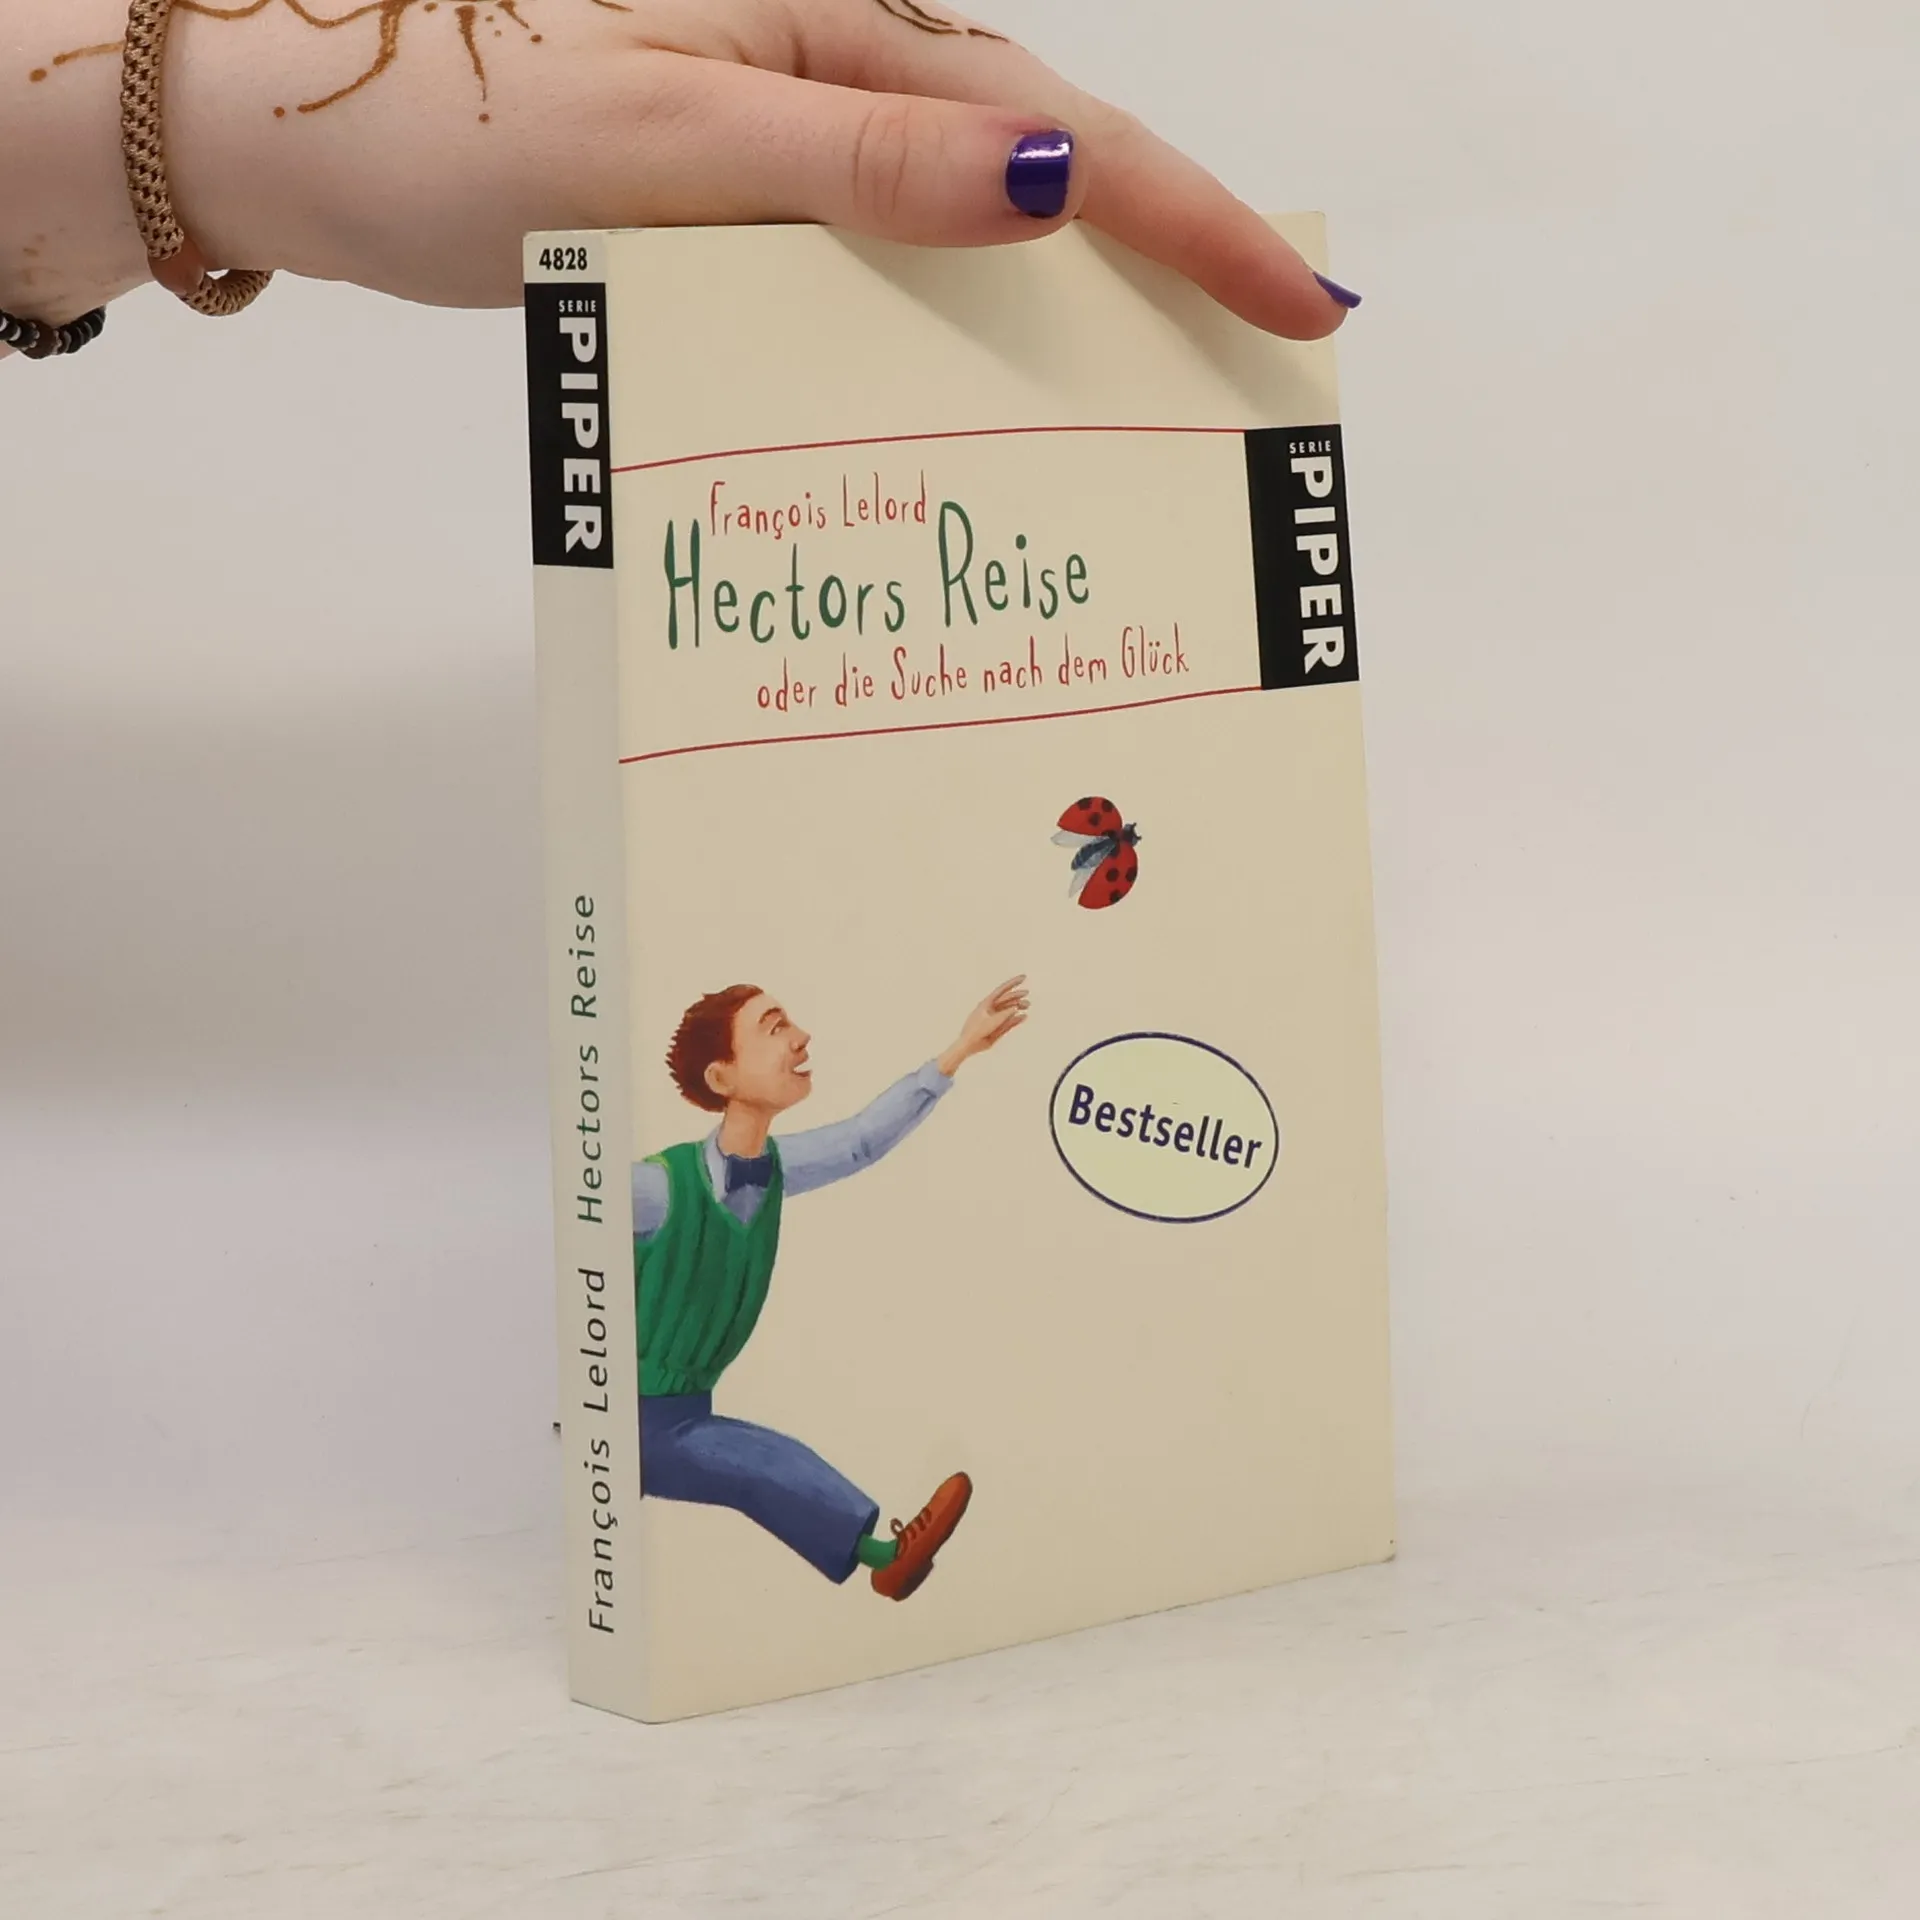 4828
SERIE
PIPER
François Lelord Hectors Reise
François Lelord
Hectors Reise
oder die Suche nach dem Glück
SERIE
PIPER
Bestseller